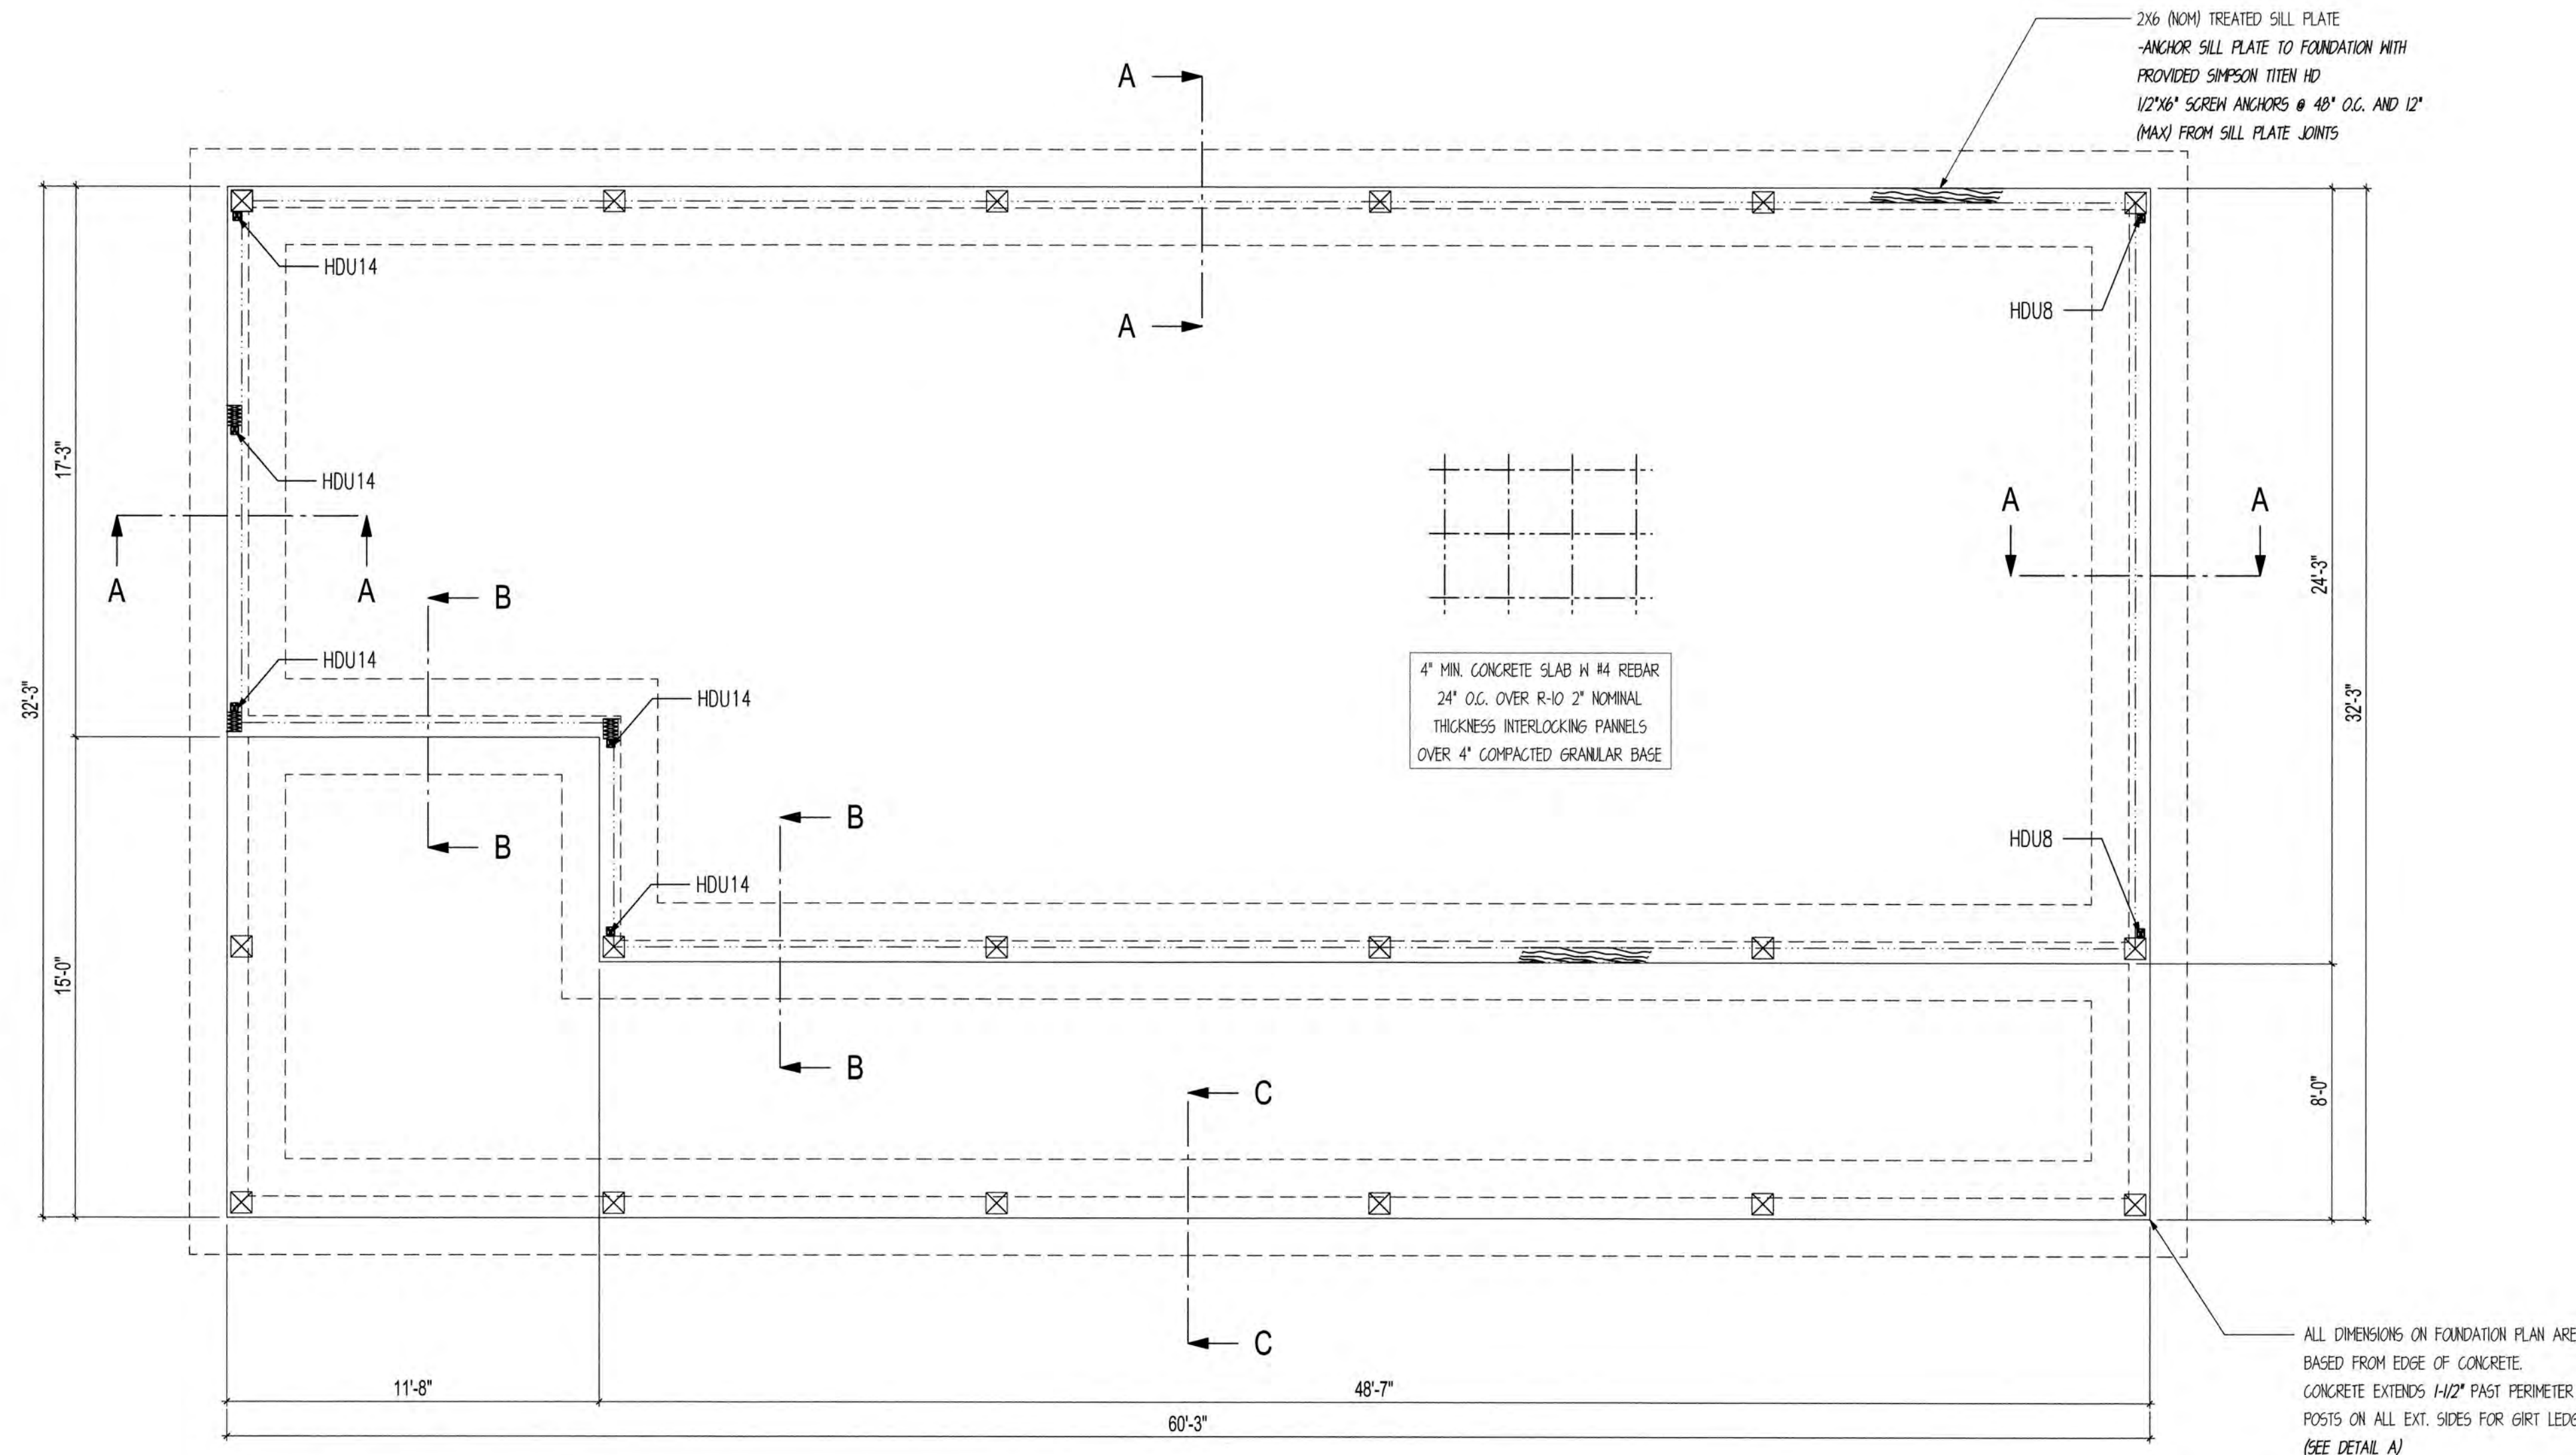 2X6 (NOM) TREATED SILL PLATE
-ANCHOR SILL PLATE TO FOUNDATION WITH
PROVIDED SIMPSON TITEN HD
1/2"X6" SCREW ANCHORS @ 48" O.C. AND 12"
(MAX) FROM SILL PLATE JOINTS
A
A
HDU14
HDU8
HDU14
17'-3"
A
A
A
A
B
24'-3"
HDU14
HDU14
32'-3"
32'-3"
4" MIN. CONCRETE SLAB W #4 REBAR
24" O.C. OVER R-10 2" NOMINAL
THICKNESS INTERLOCKING PANNELS
OVER 4" COMPACTED GRANULAR BASE
B
B
HDU8
HDU14
15'-0"
B
C
8'-0"
C
ALL DIMENSIONS ON FOUNDATION PLAN ARE
BASED FROM EDGE OF CONCRETE.
CONCRETE EXTENDS 1-1/2" PAST PERIMETER
POSTS ON ALL EXT. SIDES FOR GIRT
(SEE DETAIL A)
11'-8"
48'-7"
60'-3"